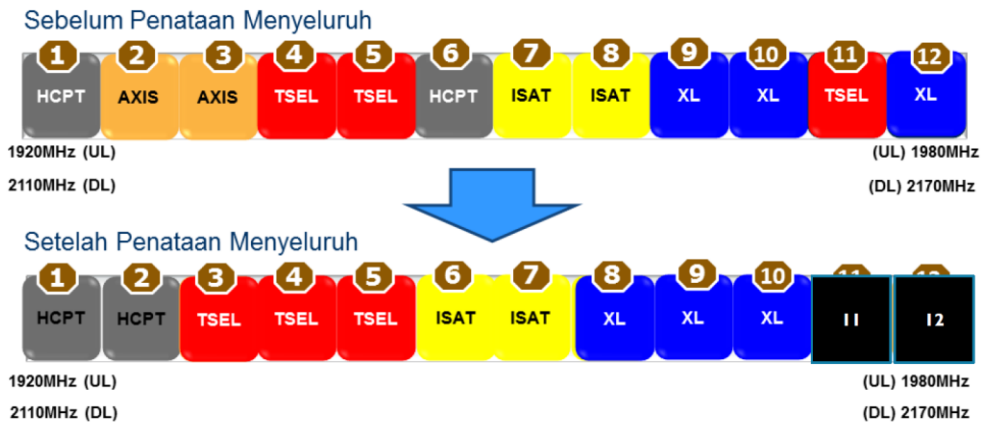 Sebelum Penataan Menyeluruh
1 2 3 4 5 6 7 8 9 10 11 12
HCPT AXIS AXIS TSEL TSEL HCPT ISAT ISAT XL XL TSEL XL
1920MHz (UL) (UL) 1980MHz
2110MHz (DL) (DL) 2170MHz
Setelah Penataan Menyeluruh
1 2 3 4 5 6 7 8 9 10
HCPT HCPT TSEL TSEL TSEL ISAT ISAT XL XL XL 11 12
1920MHz (UL) (UL) 1980MHz
2110MHz (DL) (DL) 2170MHz